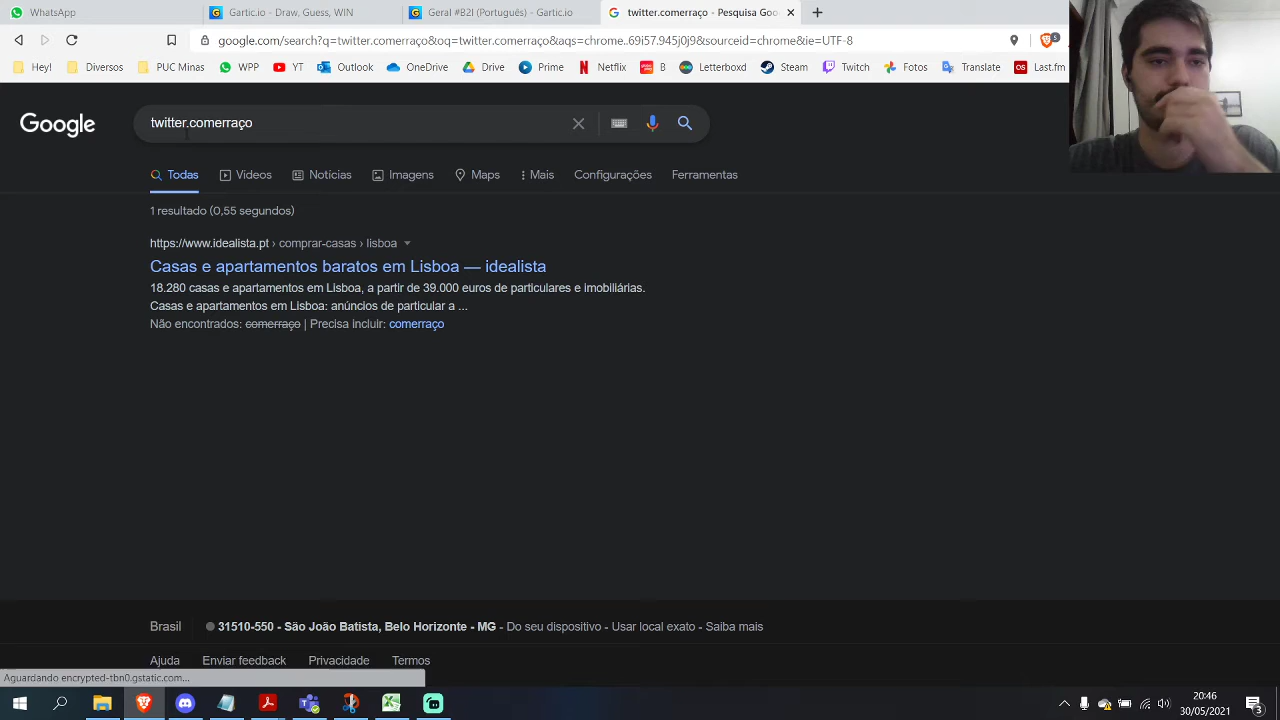 WhatsApp
Gartic.io - Draw, Guess, WIN
Geral #B2I (Português) - Gartic.io
twitter.comerraço - Pesquisa Goo
google.com/search?q=twitter.comerraço&oq=twitter.comerraço&aqs=chrome..69i57.945j0j9&sourceid=chrome&ie=UTF-8
5
Hey!
Diversos
PUC Minas
WPP
YT
Outlook
OneDrive
Drive
Prime
Netflix
B
Letterboxd
Steam
Twitch
Fotos
Translate
Last.fm
Google
twitter.comerraço
Todas
Vídeos
Notícias
Imagens
Maps
Mais
Configurações
Ferramentas
1 resultado (0,55 segundos)
https://www.idealista.pt › comprar-casas › lisboa
Casas e apartamentos baratos em Lisboa — idealista
18.280 casas e apartamentos em Lisboa, a partir de 39.000 euros de particulares e imobiliárias.
Casas e apartamentos em Lisboa: anúncios de particular a ...
Não encontrados: comerraço | Precisa incluir: comerraço
Brasil
31510-550 - São João Batista, Belo Horizonte - MG - Do seu dispositivo - Usar local exato - Saiba mais
Ajuda
Enviar feedback
Privacidade
Termos
Aguardando encrypted-tbn0.gstatic.com...
20:46
30/05/2021
3